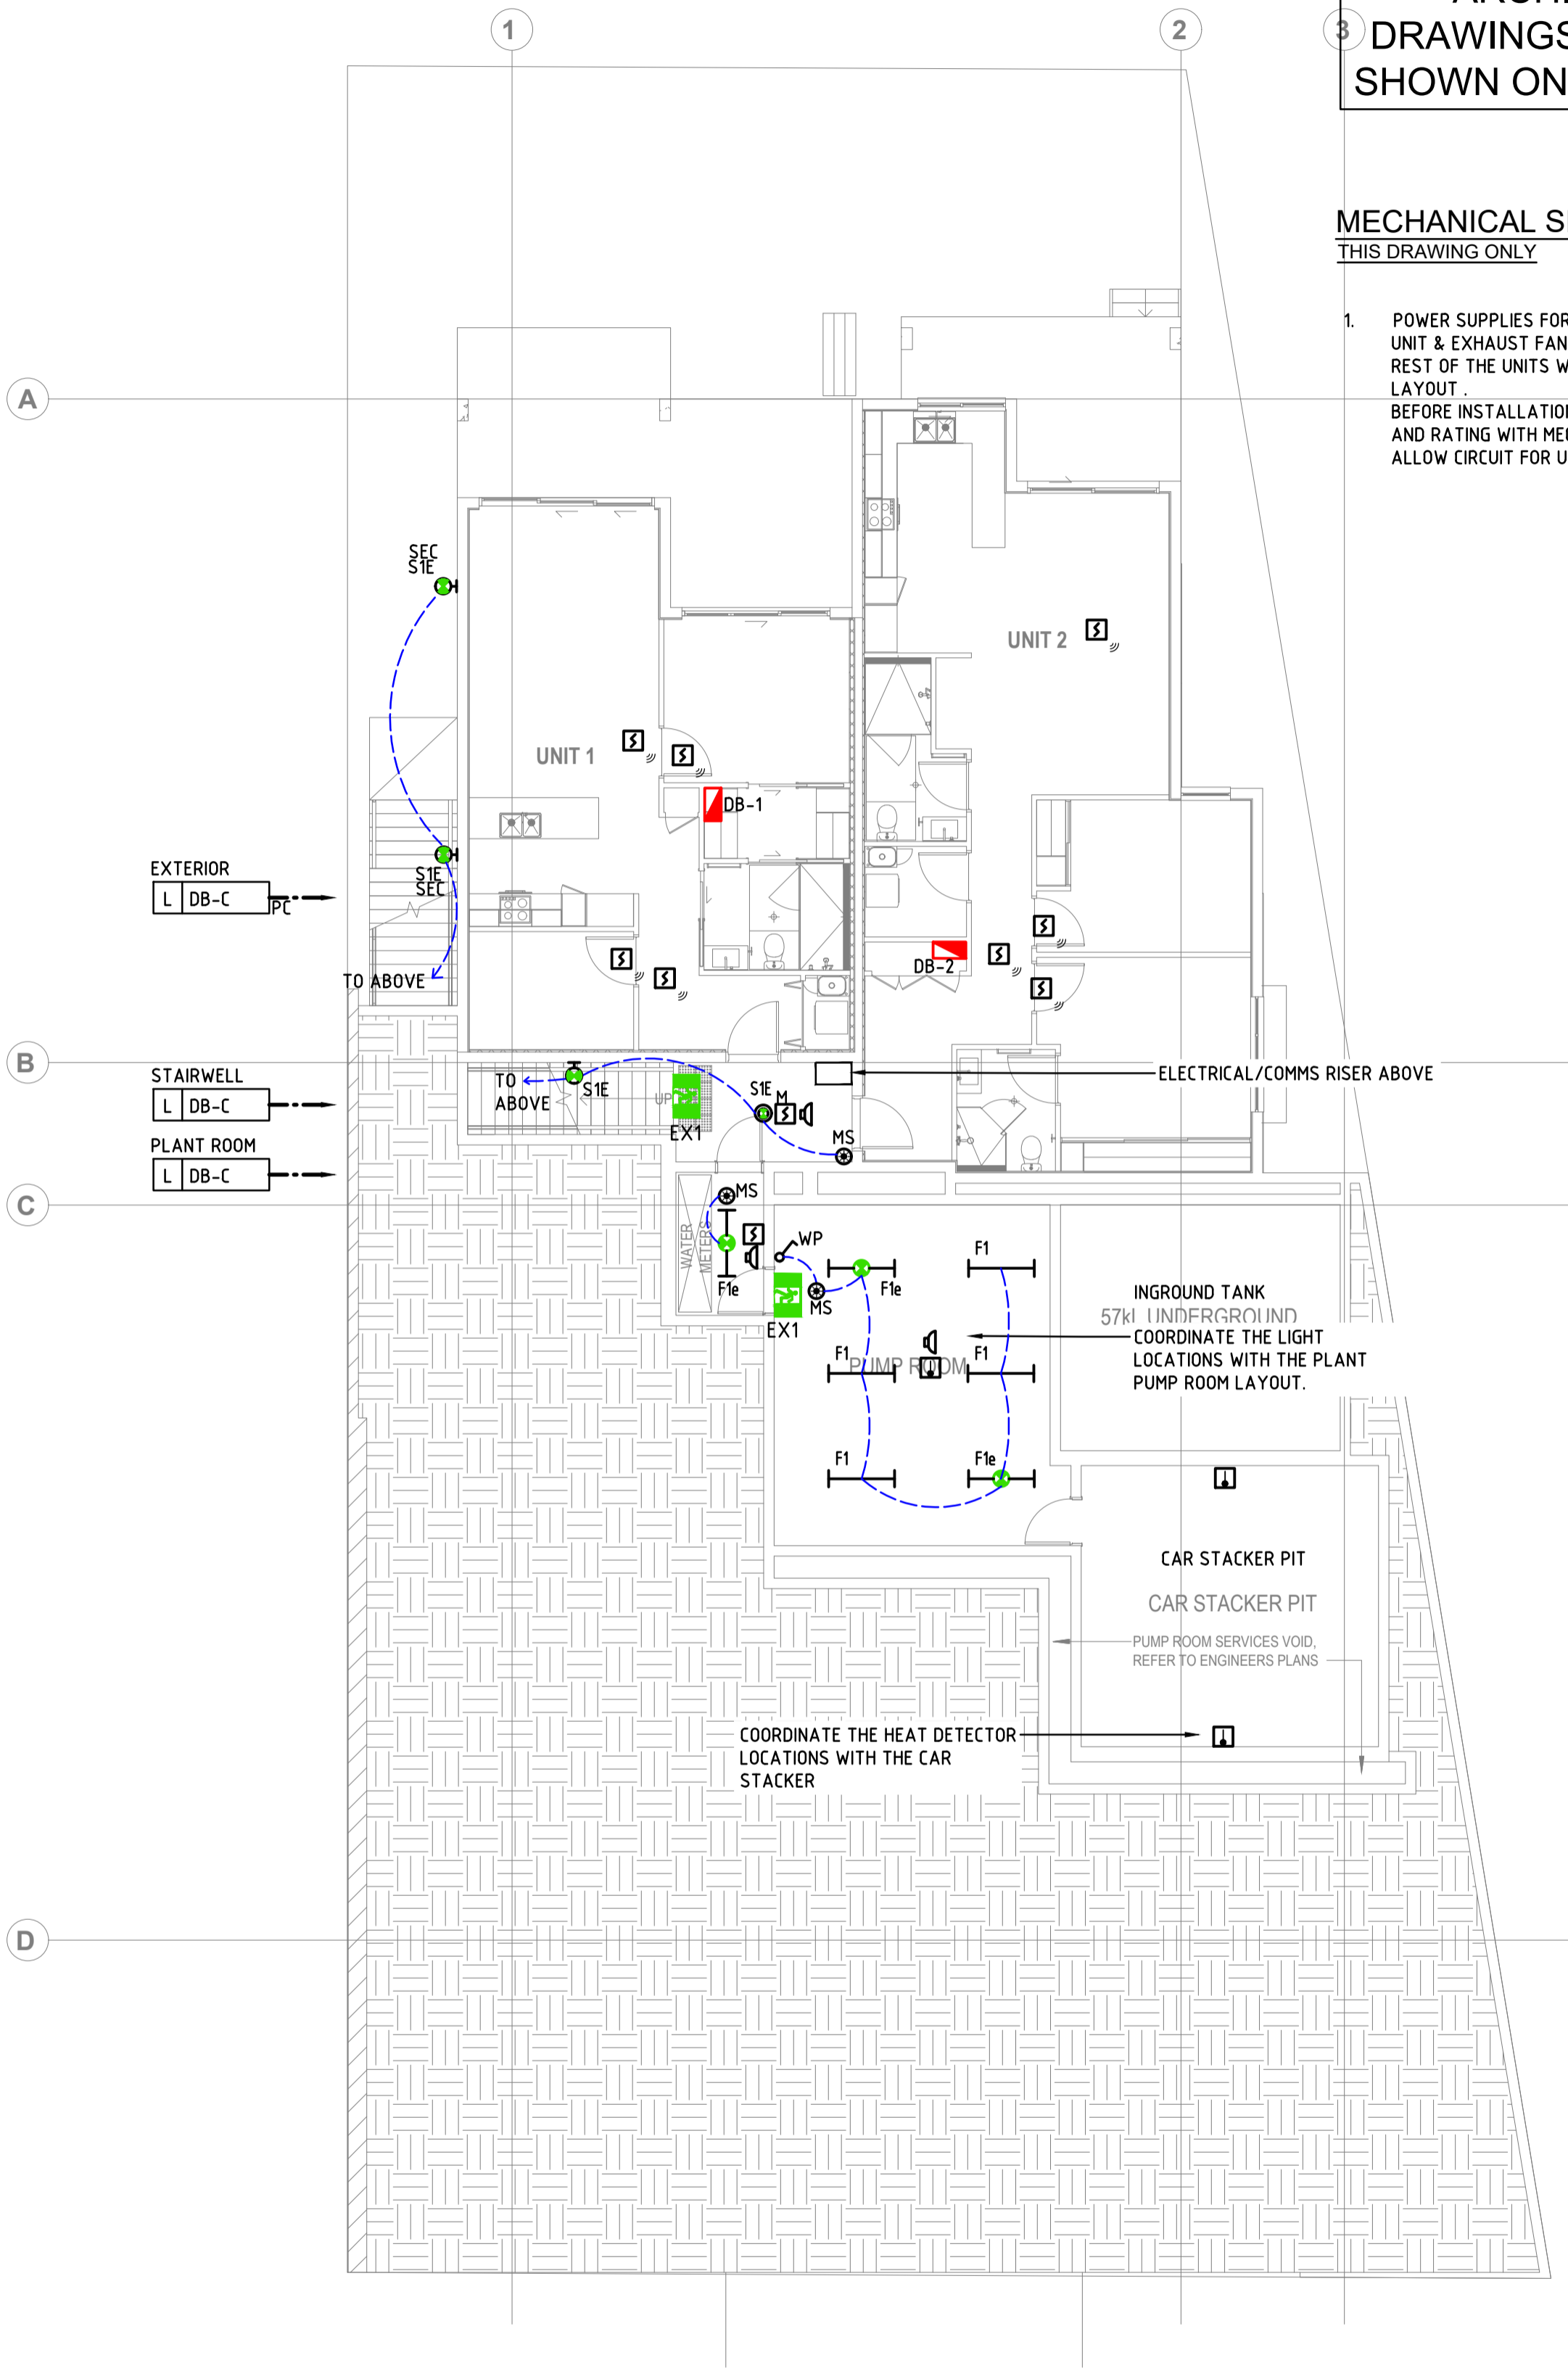 1
2
3
DRAWINGS
SHOWN ON
MECHANICAL
THIS DRAWING ONLY
1. POWER SUPPLIES FOR
UNIT & EXHAUST FAN
REST OF THE UNITS W
LAYOUT .
BEFORE INSTALLATION
AND RATING WITH
ALLOW CIRCUIT FOR U
A
SEC
S1E
UNIT 2
UNIT 1
DB-1
EXTERIOR
L DB-C
PC
S1E
SEC
DB-2
TO ABOVE
B
STAIRWELL
L DB-C
TO
ABOVE
S1E
UP
EX1
S1E
M
MS
ELECTRICAL/COMMS RISER ABOVE
PLANT ROOM
L DB-C
C
MS
WATER
METERS
F1e
WP
MS
EX1
F1e
F1
INGROUND TANK
57kL UNDERGROUND
COORDINATE THE LIGHT
LOCATIONS WITH THE PLANT
PUMP ROOM LAYOUT.
F1
F1
PUMP ROOM
F1
F1e
CAR STACKER PIT
CAR STACKER PIT
PUMP ROOM SERVICES VOID,
REFER TO ENGINEERS PLANS
COORDINATE THE HEAT DETECTOR
LOCATIONS WITH THE CAR
STACKER
D